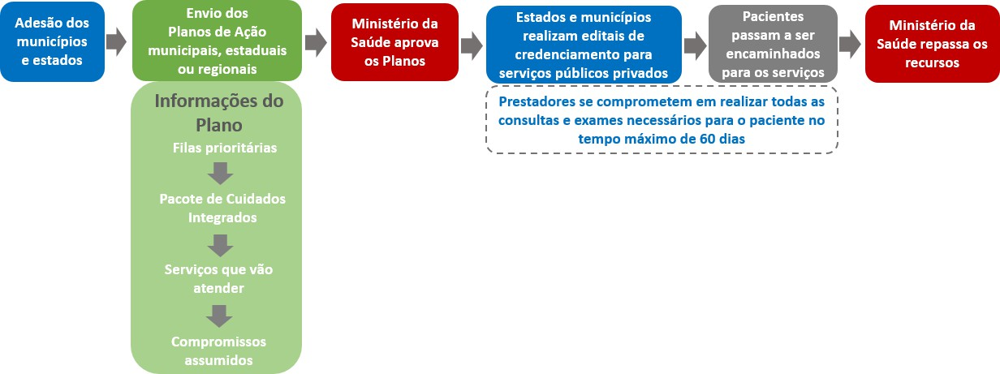 Adesão dos
municípios
e estados
Envio dos
Planos de Ação
municipais, estaduais
ou regionais
Ministério da
Saúde aprova
os Planos
Estados e municípios
realizam editais de
credenciamento para
serviços públicos privados
Pacientes
passam a ser
encaminhados
para os serviços
Ministério da
Saúde repassa os
recursos
Informações do
Plano
Filas prioritárias
Pacote de Cuidados
Integrados
Serviços que vão
atender
Compromissos
assumidos
Prestadores se comprometem em realizar todas as
consultas e exames necessários para o paciente no
tempo máximo de 60 dias